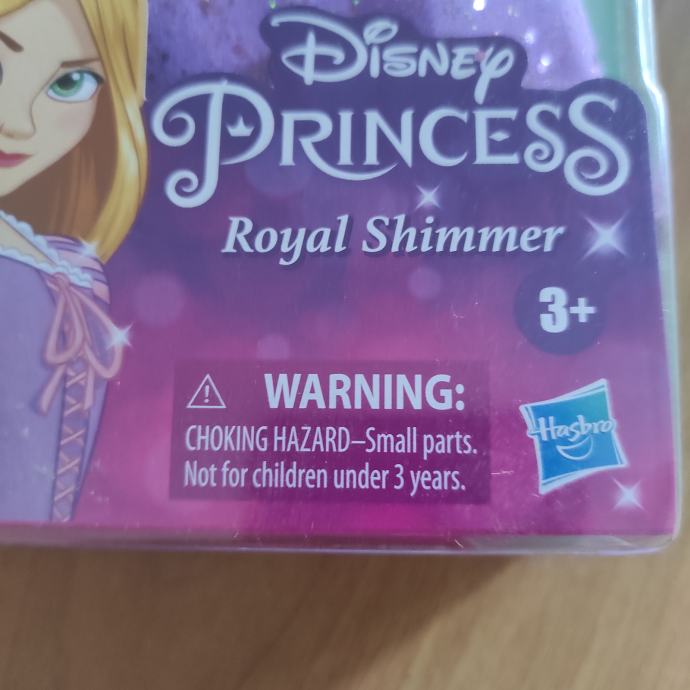 Disney
PRINCESS
Royal Shimmer
3+
WARNING:
CHOKING HAZARD–Small parts.
Not for children under 3 years.
Hasbro